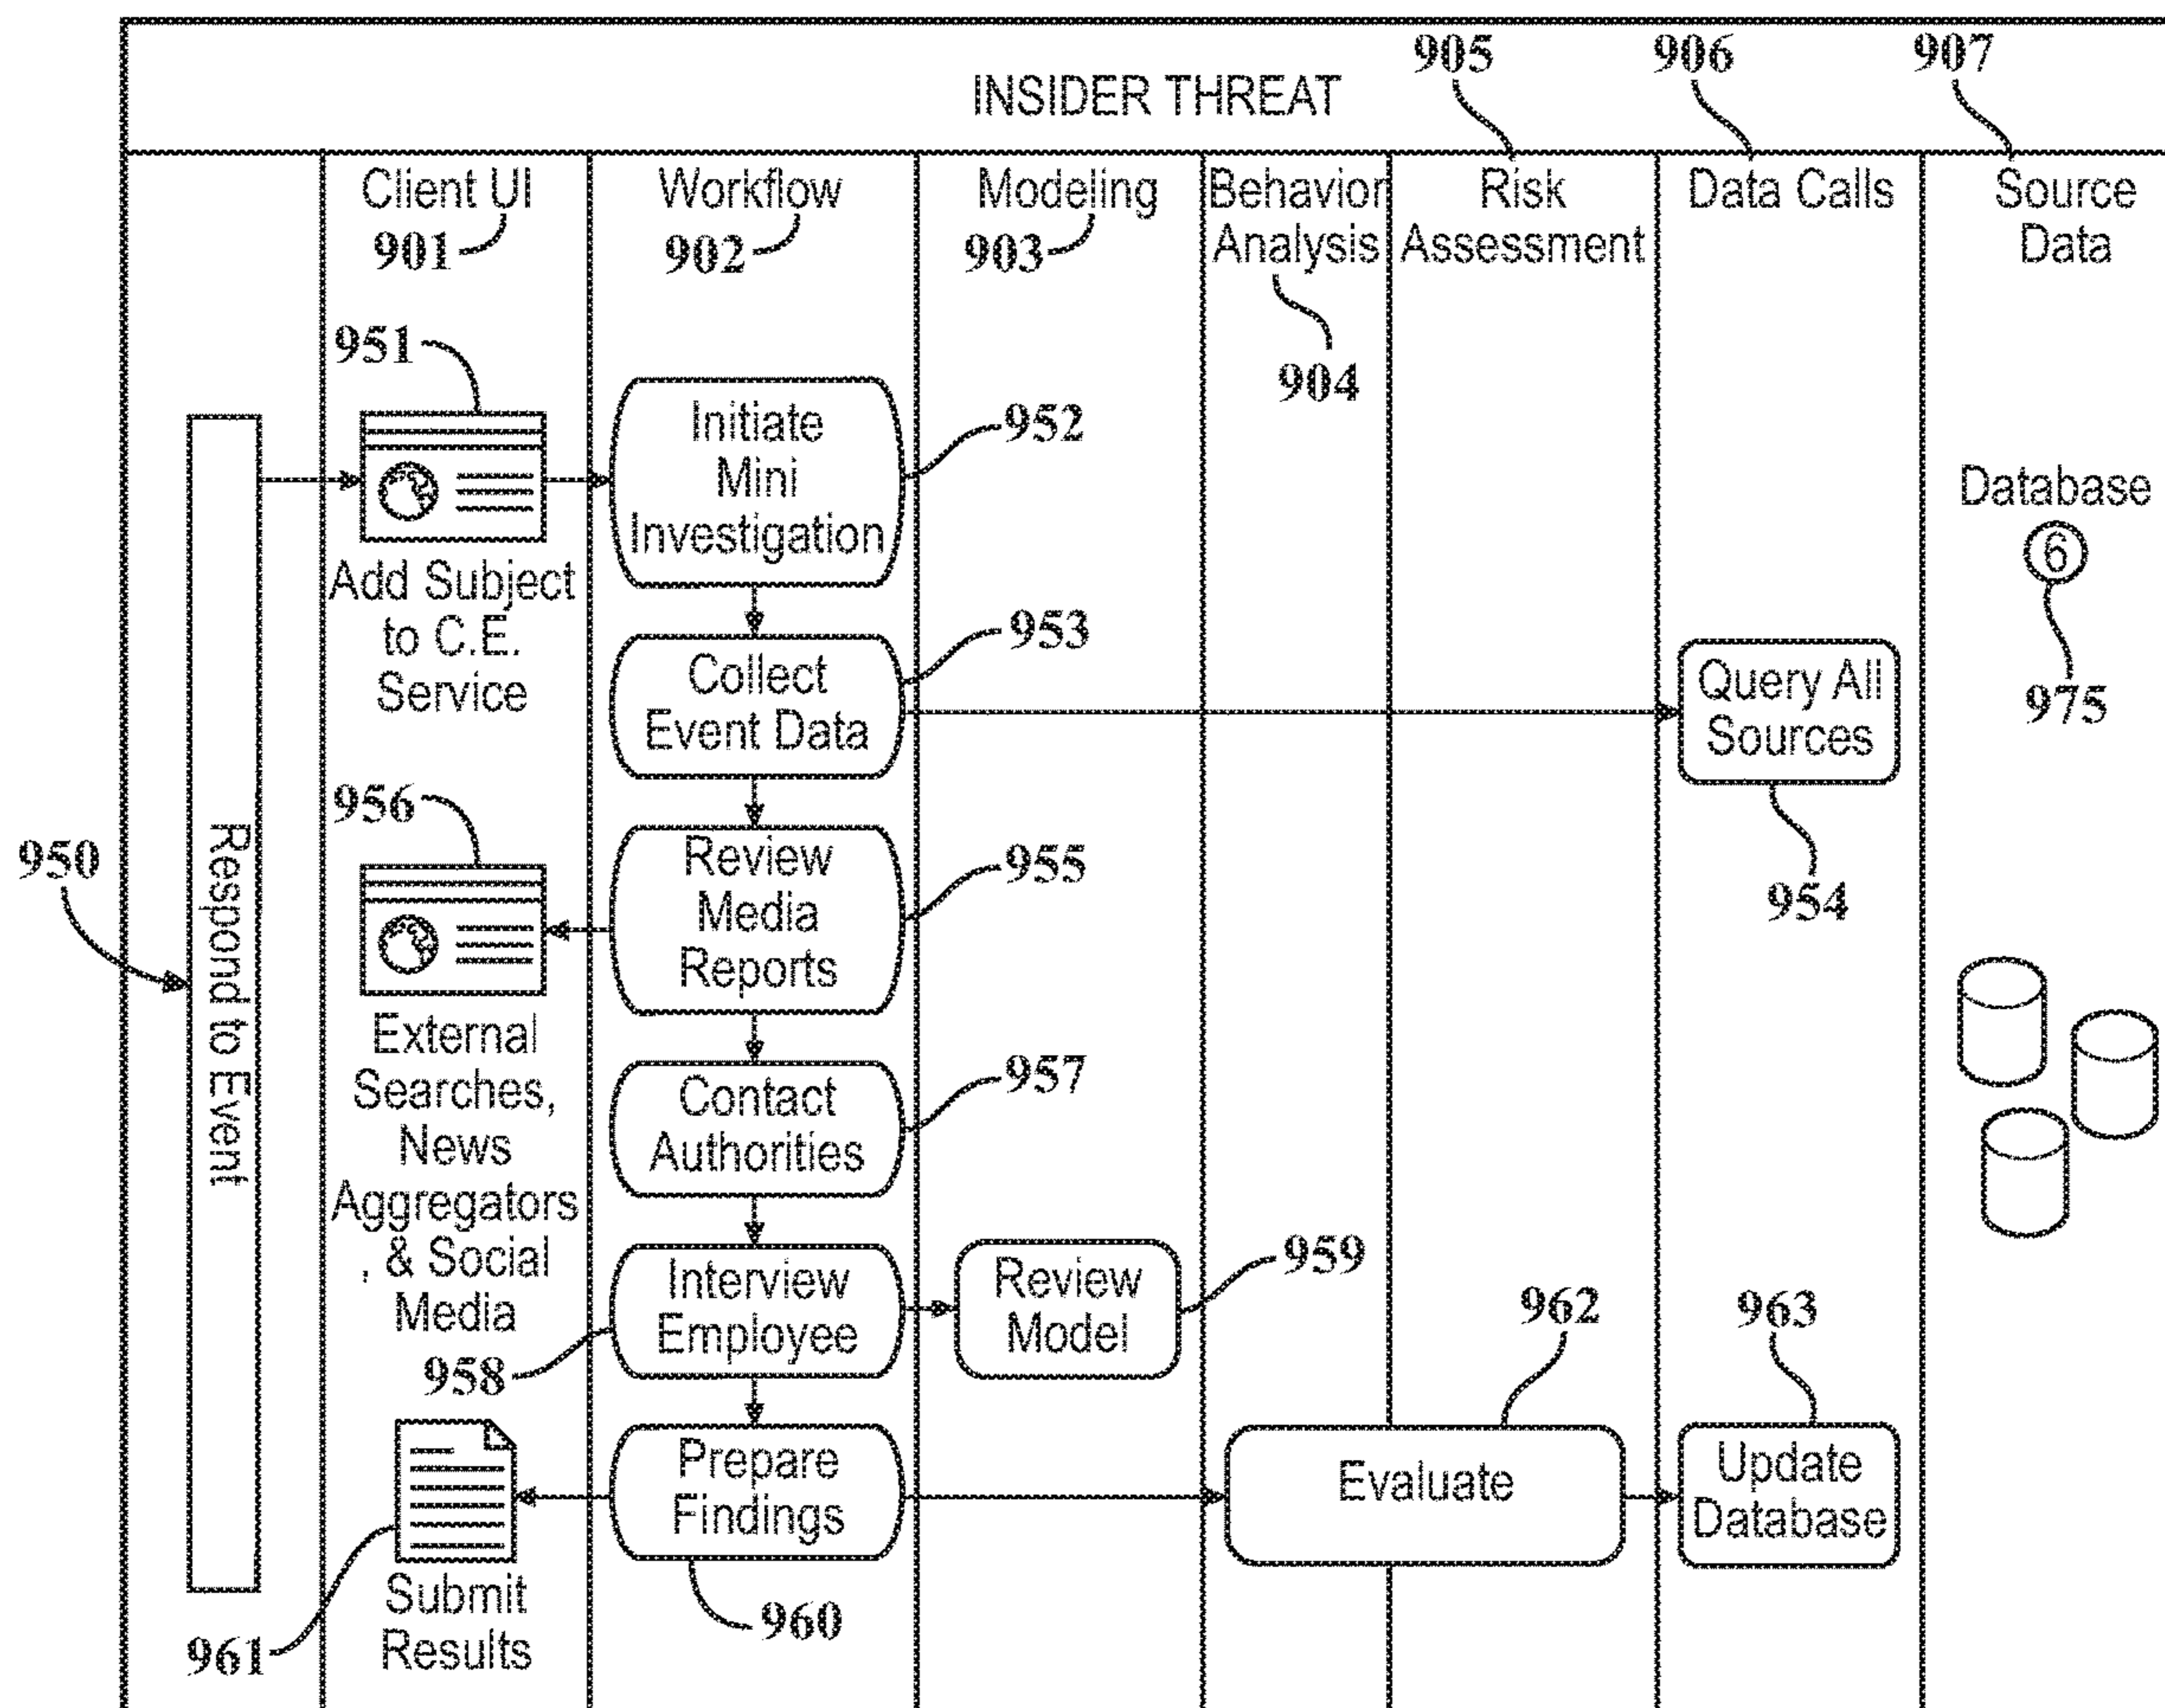 INSIDER THREAT
905
906
907
Client UI
901
Workflow
902
Modeling
903
Behavior
Analysis
904
Risk
Assessment
Data Calls
Source
Data
950
Respond to Event
951
Add Subject
to C.E.
Service
Initiate
Mini
Investigation
952
Collect
Event Data
953
Query All
Sources
954
Database
6
975
956
External
Searches,
News
Aggregators
, & Social
Media
Review
Media
Reports
955
Contact
Authorities
957
Interview
Employee
958
Review
Model
959
Prepare
Findings
960
961
Submit
Results
Evaluate
962
963
Update
Database